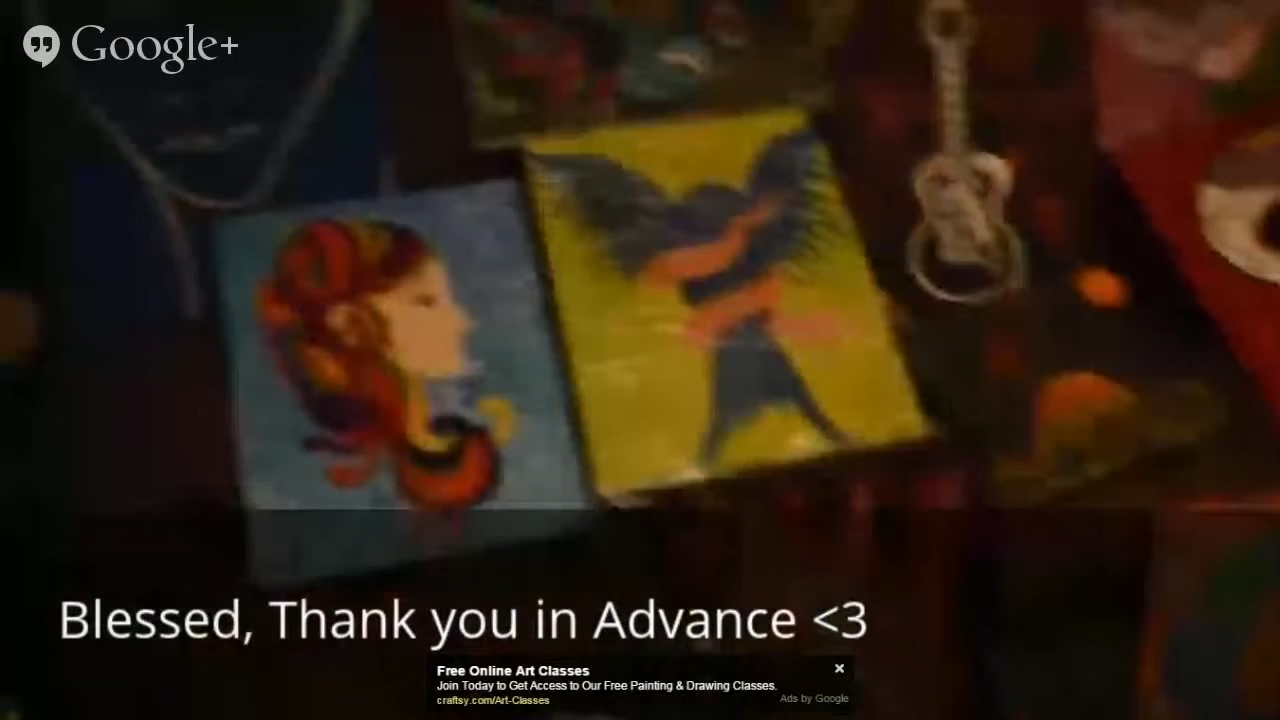 Google+
Blessed, Thank you in Advance <3
Free Online Art Classes
Join Today to Get Access to Our Free Painting & Drawing Classes.
craftsy.com/Art-Classes
Ads by Google